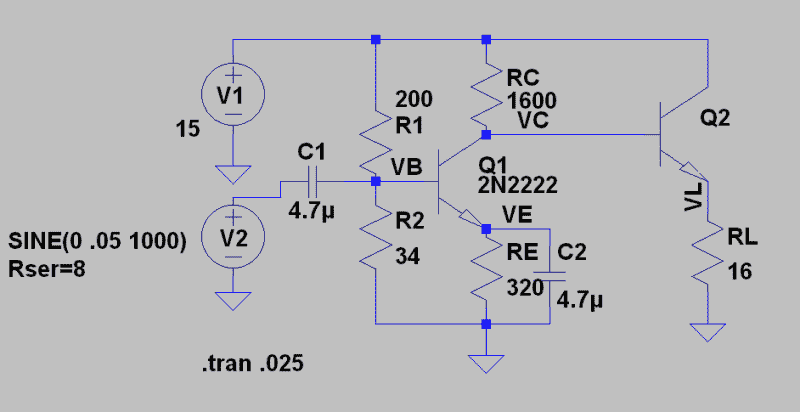 V1
15
200
R1
RC
1600
VC
Q2
C1
4.7µ
VB
Q1
2N2222
VL
V2
SINE(0 .05 1000)
Rser=8
R2
34
VE
RE
320
C2
4.7µ
RL
16
.tran .025